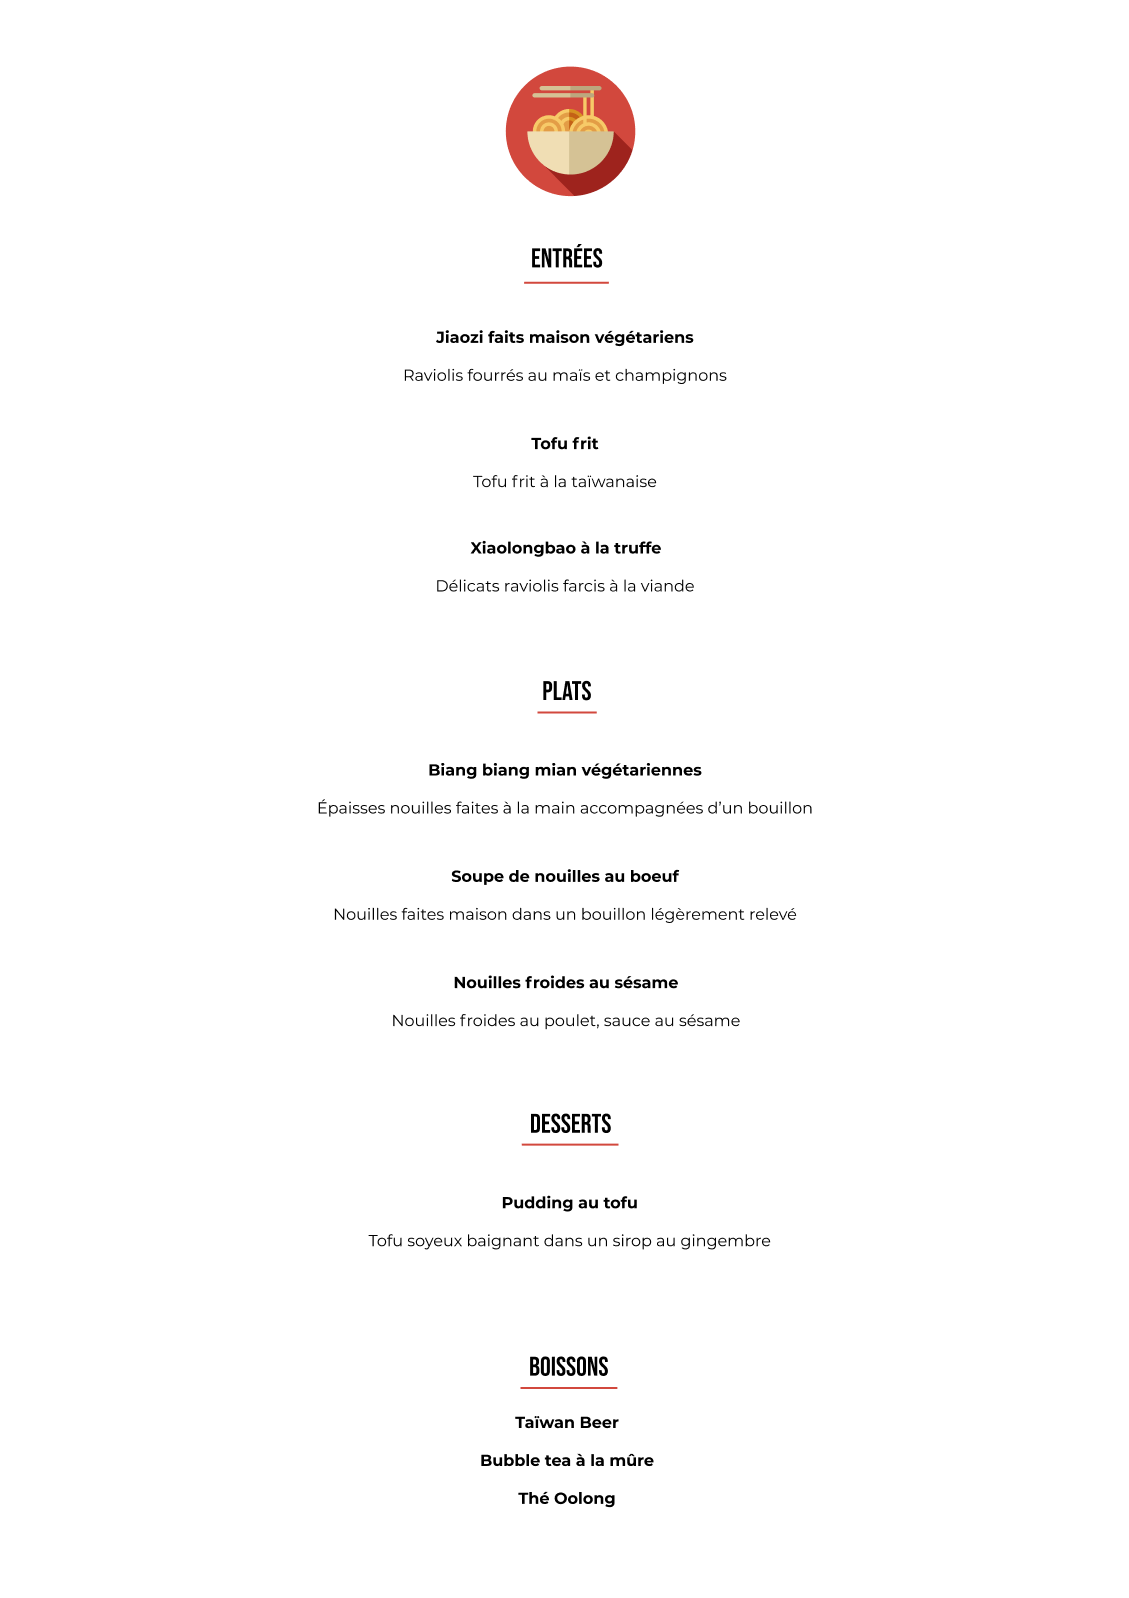 ENTRÉES
Jiaozi faits maison végétariens
Raviolis fourrés au maïs et champignons
Tofu frit
Tofu frit à la taïwanaise
Xiaolongbao à la truffe
Délicats raviolis farcis à la viande
PLATS
Biang biang mian végétariennes
Épaisses nouilles faites à la main accompagnées d’un bouillon
Soupe de nouilles au boeuf
Nouilles faites maison dans un bouillon légèrement relevé
Nouilles froides au sésame
Nouilles froides au poulet, sauce au sésame
DESSERTS
Pudding au tofu
Tofu soyeux baignant dans un sirop au gingembre
BOISSONS
Taïwan Beer
Bubble tea à la mûre
Thé Oolong